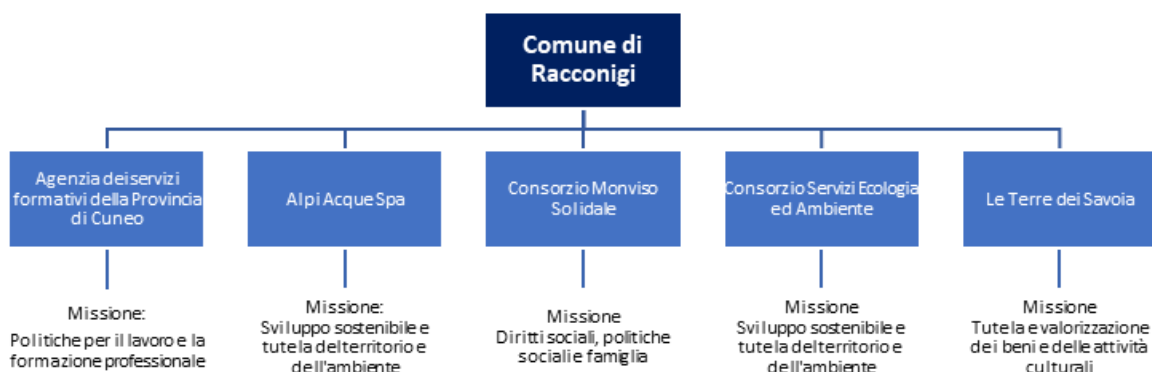 Comune di
Racconigi
Agenzia dei servizi
formativi della Provincia
di Cuneo
Alpi Acque Spa
Consorzio Monviso
Solidale
Consorzio Servizi Ecologia
ed Ambiente
Le Terre dei Savoia
Missione:
Politiche per il lavoro e la
formazione professionale
Missione:
Sviluppo sostenibile e
tutela del territorio e
dell'ambiente
Missione
Diritti sociali, politiche
sociali e famiglia
Missione
Sviluppo sostenibile e
tutela del territorio e
dell'ambiente
Missione
Tutela e valorizzazione
dei beni e delle attività
culturali